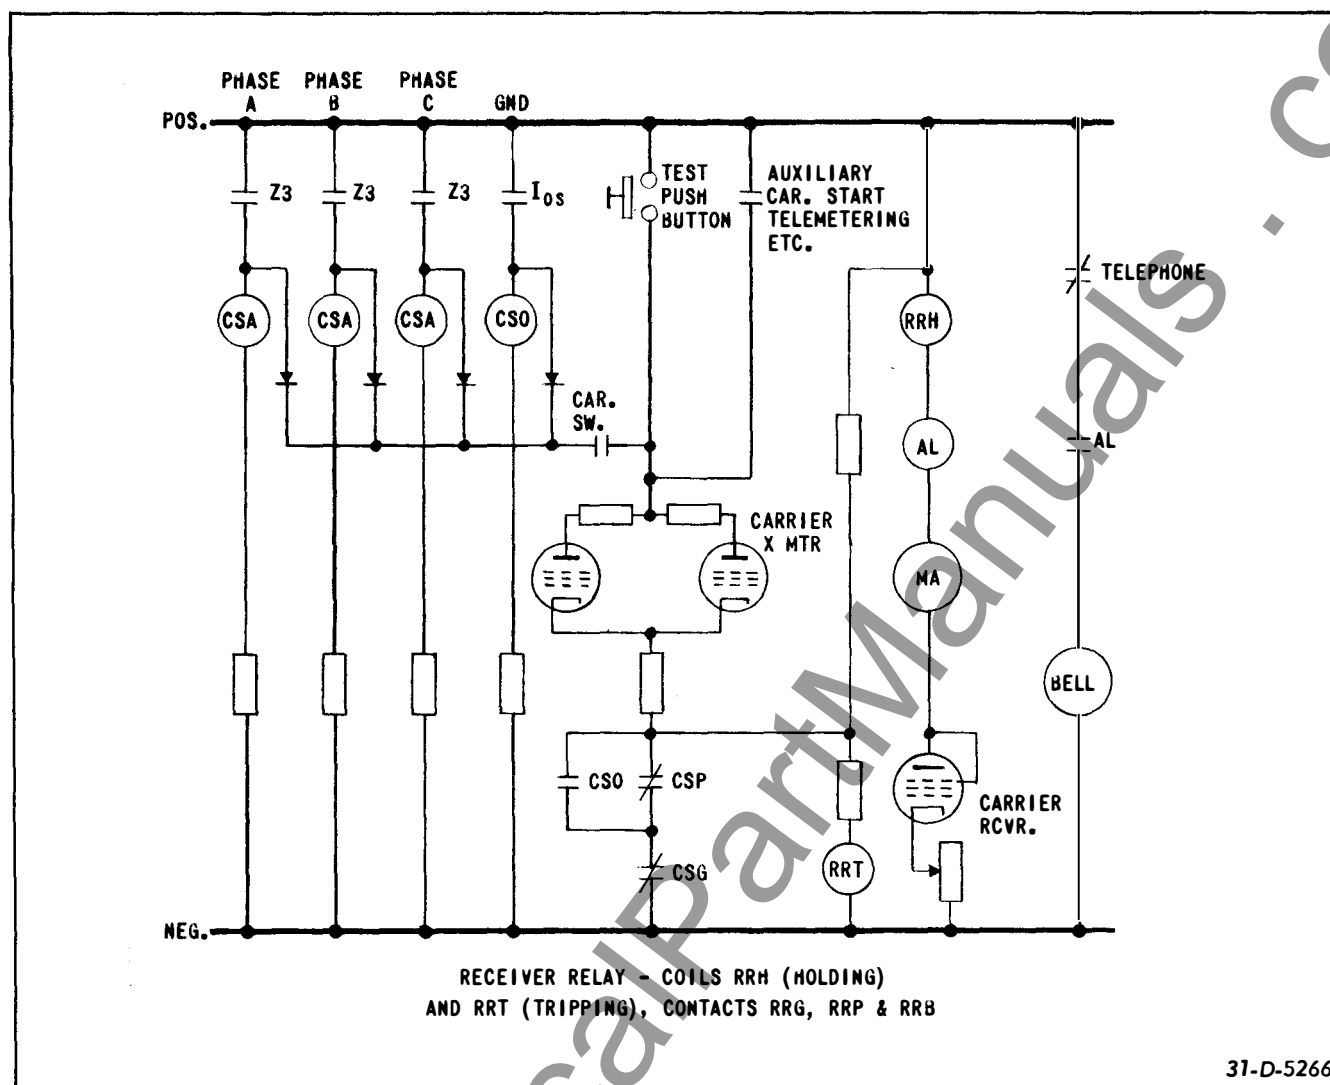 PHASE A
PHASE B
PHASE C
GND
POS.
Z3
Z3
Z3
IOS
TEST
PUSH
BUTTON
AUXILIARY
CAR. START
TELEMETERING
ETC.
TELEPHONE
CSA
CSA
CSA
CSO
RRH
CAR.
SW.
AL
AL
CARRIER
X MTR
MA
BELL
CSO
CSP
CARRIER
RCVR.
CSG
RRT
NEG.
RECEIVER RELAY - COILS RRH (HOLDING)
AND RRT (TRIPPING), CONTACTS RRG, RRP & RRB
31-D-5266
calPartManuals . c